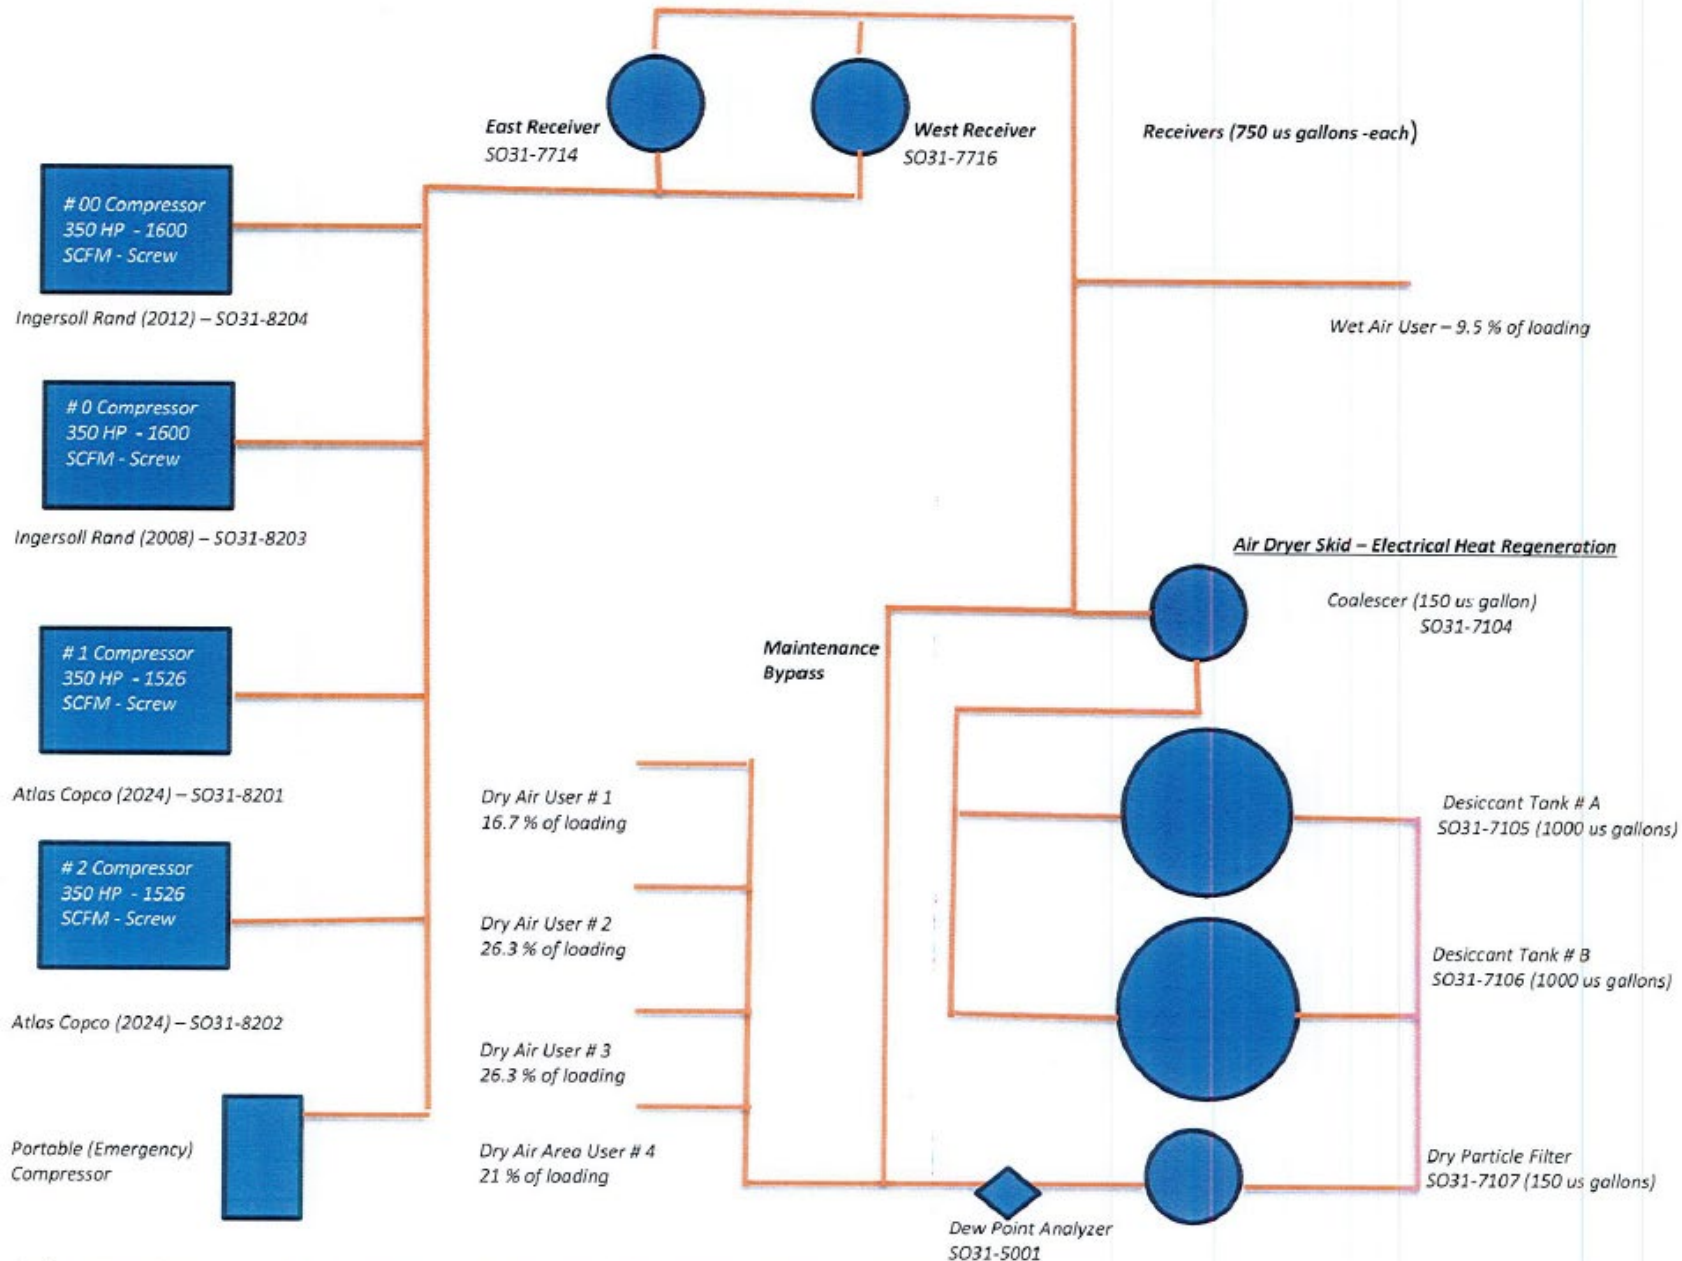 East Receiver
SO31-7714
West Receiver
SO31-7716
Receivers (750 us gallons -each)
# 00 Compressor
350 HP - 1600
SCFM - Screw
Ingersoll Rand (2012) – SO31-8204
Wet Air User – 9.5 % of loading
# 0 Compressor
350 HP - 1600
SCFM - Screw
Ingersoll Rand (2008) – SO31-8203
Air Dryer Skid – Electrical Heat Regeneration
Coalescer (150 us gallon)
SO31-7104
Maintenance
Bypass
# 1 Compressor
350 HP - 1526
SCFM - Screw
Atlas Copco (2024) – SO31-8201
Dry Air User # 1
16.7 % of loading
Desiccant Tank # A
SO31-7105 (1000 us gallons)
# 2 Compressor
350 HP - 1526
SCFM - Screw
Atlas Copco (2024) – SO31-8202
Dry Air User # 2
26.3 % of loading
Desiccant Tank # B
SO31-7106 (1000 us gallons)
Dry Air User # 3
26.3 % of loading
Portable (Emergency)
Compressor
Dry Air Area User # 4
21 % of loading
Dry Particle Filter
SO31-7107 (150 us gallons)
Dew Point Analyzer
SO31-5001